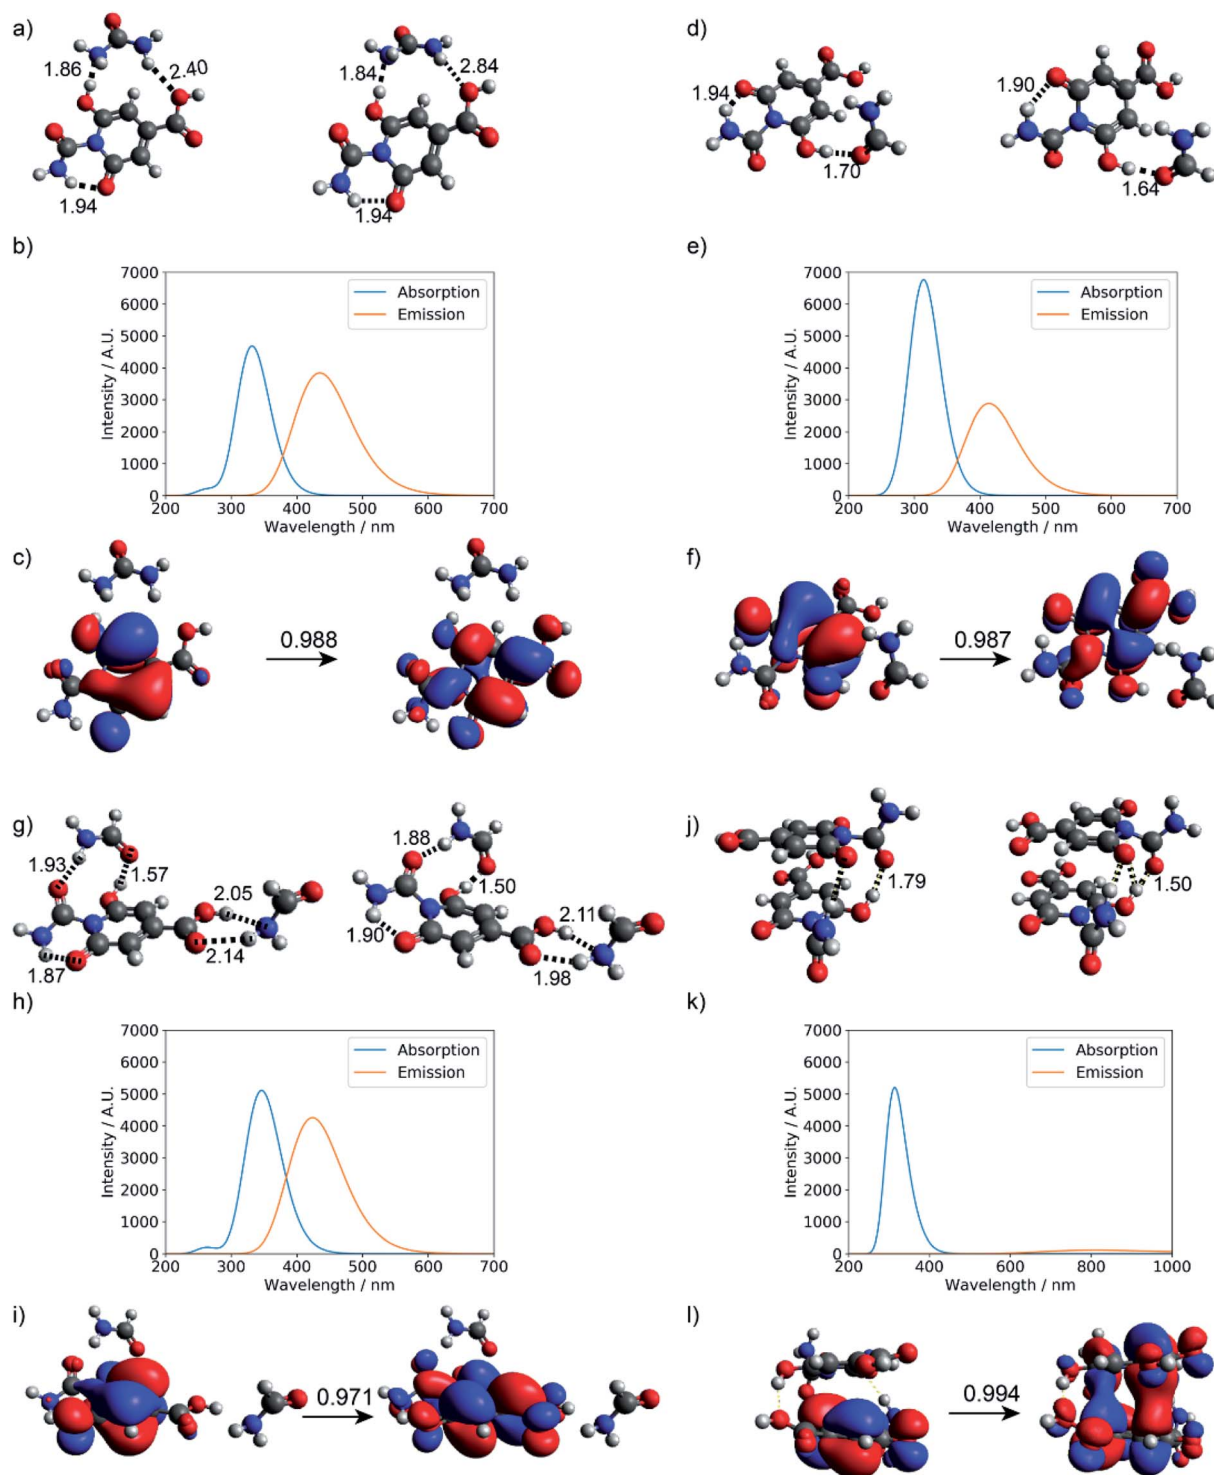 a)
1.86
2.40
1.94
1.84
2.84
1.94
d)
1.94
1.70
1.90
1.64
b)
7000
6000
5000
4000
3000
2000
1000
0
Intensity / A.U.
Absorption
Emission
200 300 400 500 600 700
Wavelength / nm
e)
7000
6000
5000
4000
3000
2000
1000
0
Intensity / A.U.
Absorption
Emission
200 300 400 500 600 700
Wavelength / nm
c)
0.988
f)
0.987
g)
1.93
1.57
2.05
2.14
1.87
1.88
1.50
2.11
1.90
1.98
j)
1.79
1.50
h)
7000
6000
5000
4000
3000
2000
1000
0
Intensity / A.U.
Absorption
Emission
200 300 400 500 600 700
Wavelength / nm
k)
7000
6000
5000
4000
3000
2000
1000
0
Intensity / A.U.
Absorption
Emission
200 400 600 800 1000
Wavelength / nm
i)
0.971
l)
0.994